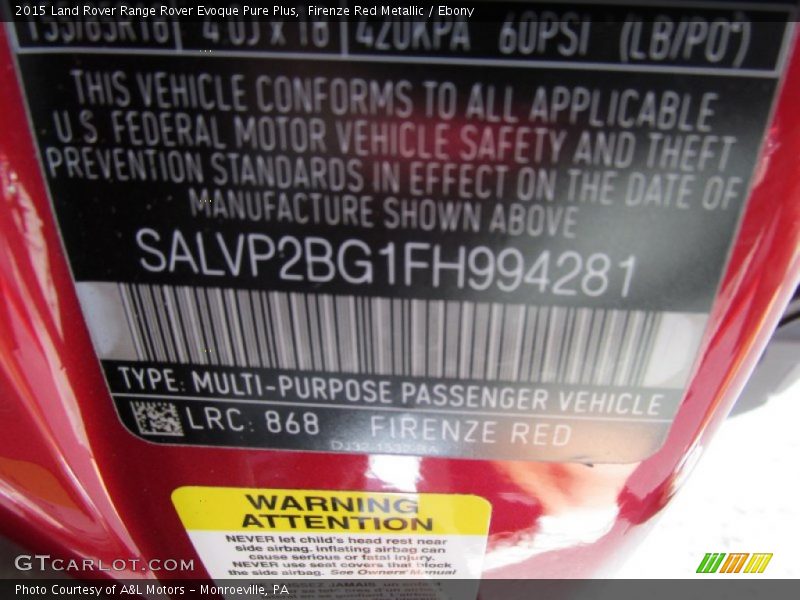 2015 Land Rover Range Rover Evoque Pure Plus, Firenze Red Metallic / Ebony
420KPA 60PSI (LB/PO²)
THIS VEHICLE CONFORMS TO ALL APPLICABLE
U.S. FEDERAL MOTOR VEHICLE SAFETY AND THEFT
PREVENTION STANDARDS IN EFFECT ON THE DATE OF
MANUFACTURE SHOWN ABOVE
SALVP2BG1FH994281
TYPE: MULTI-PURPOSE PASSENGER VEHICLE
LRC: 868 FIRENZE RED
WARNING
ATTENTION
NEVER let child's head rest near
side airbag. inflating airbag can
cause serious or fatal injury.
NEVER use seat covers that block
the side airbag. See Owners Manual
GTcarlot.com
Photo Courtesy of A&L Motors – Monroeville, PA